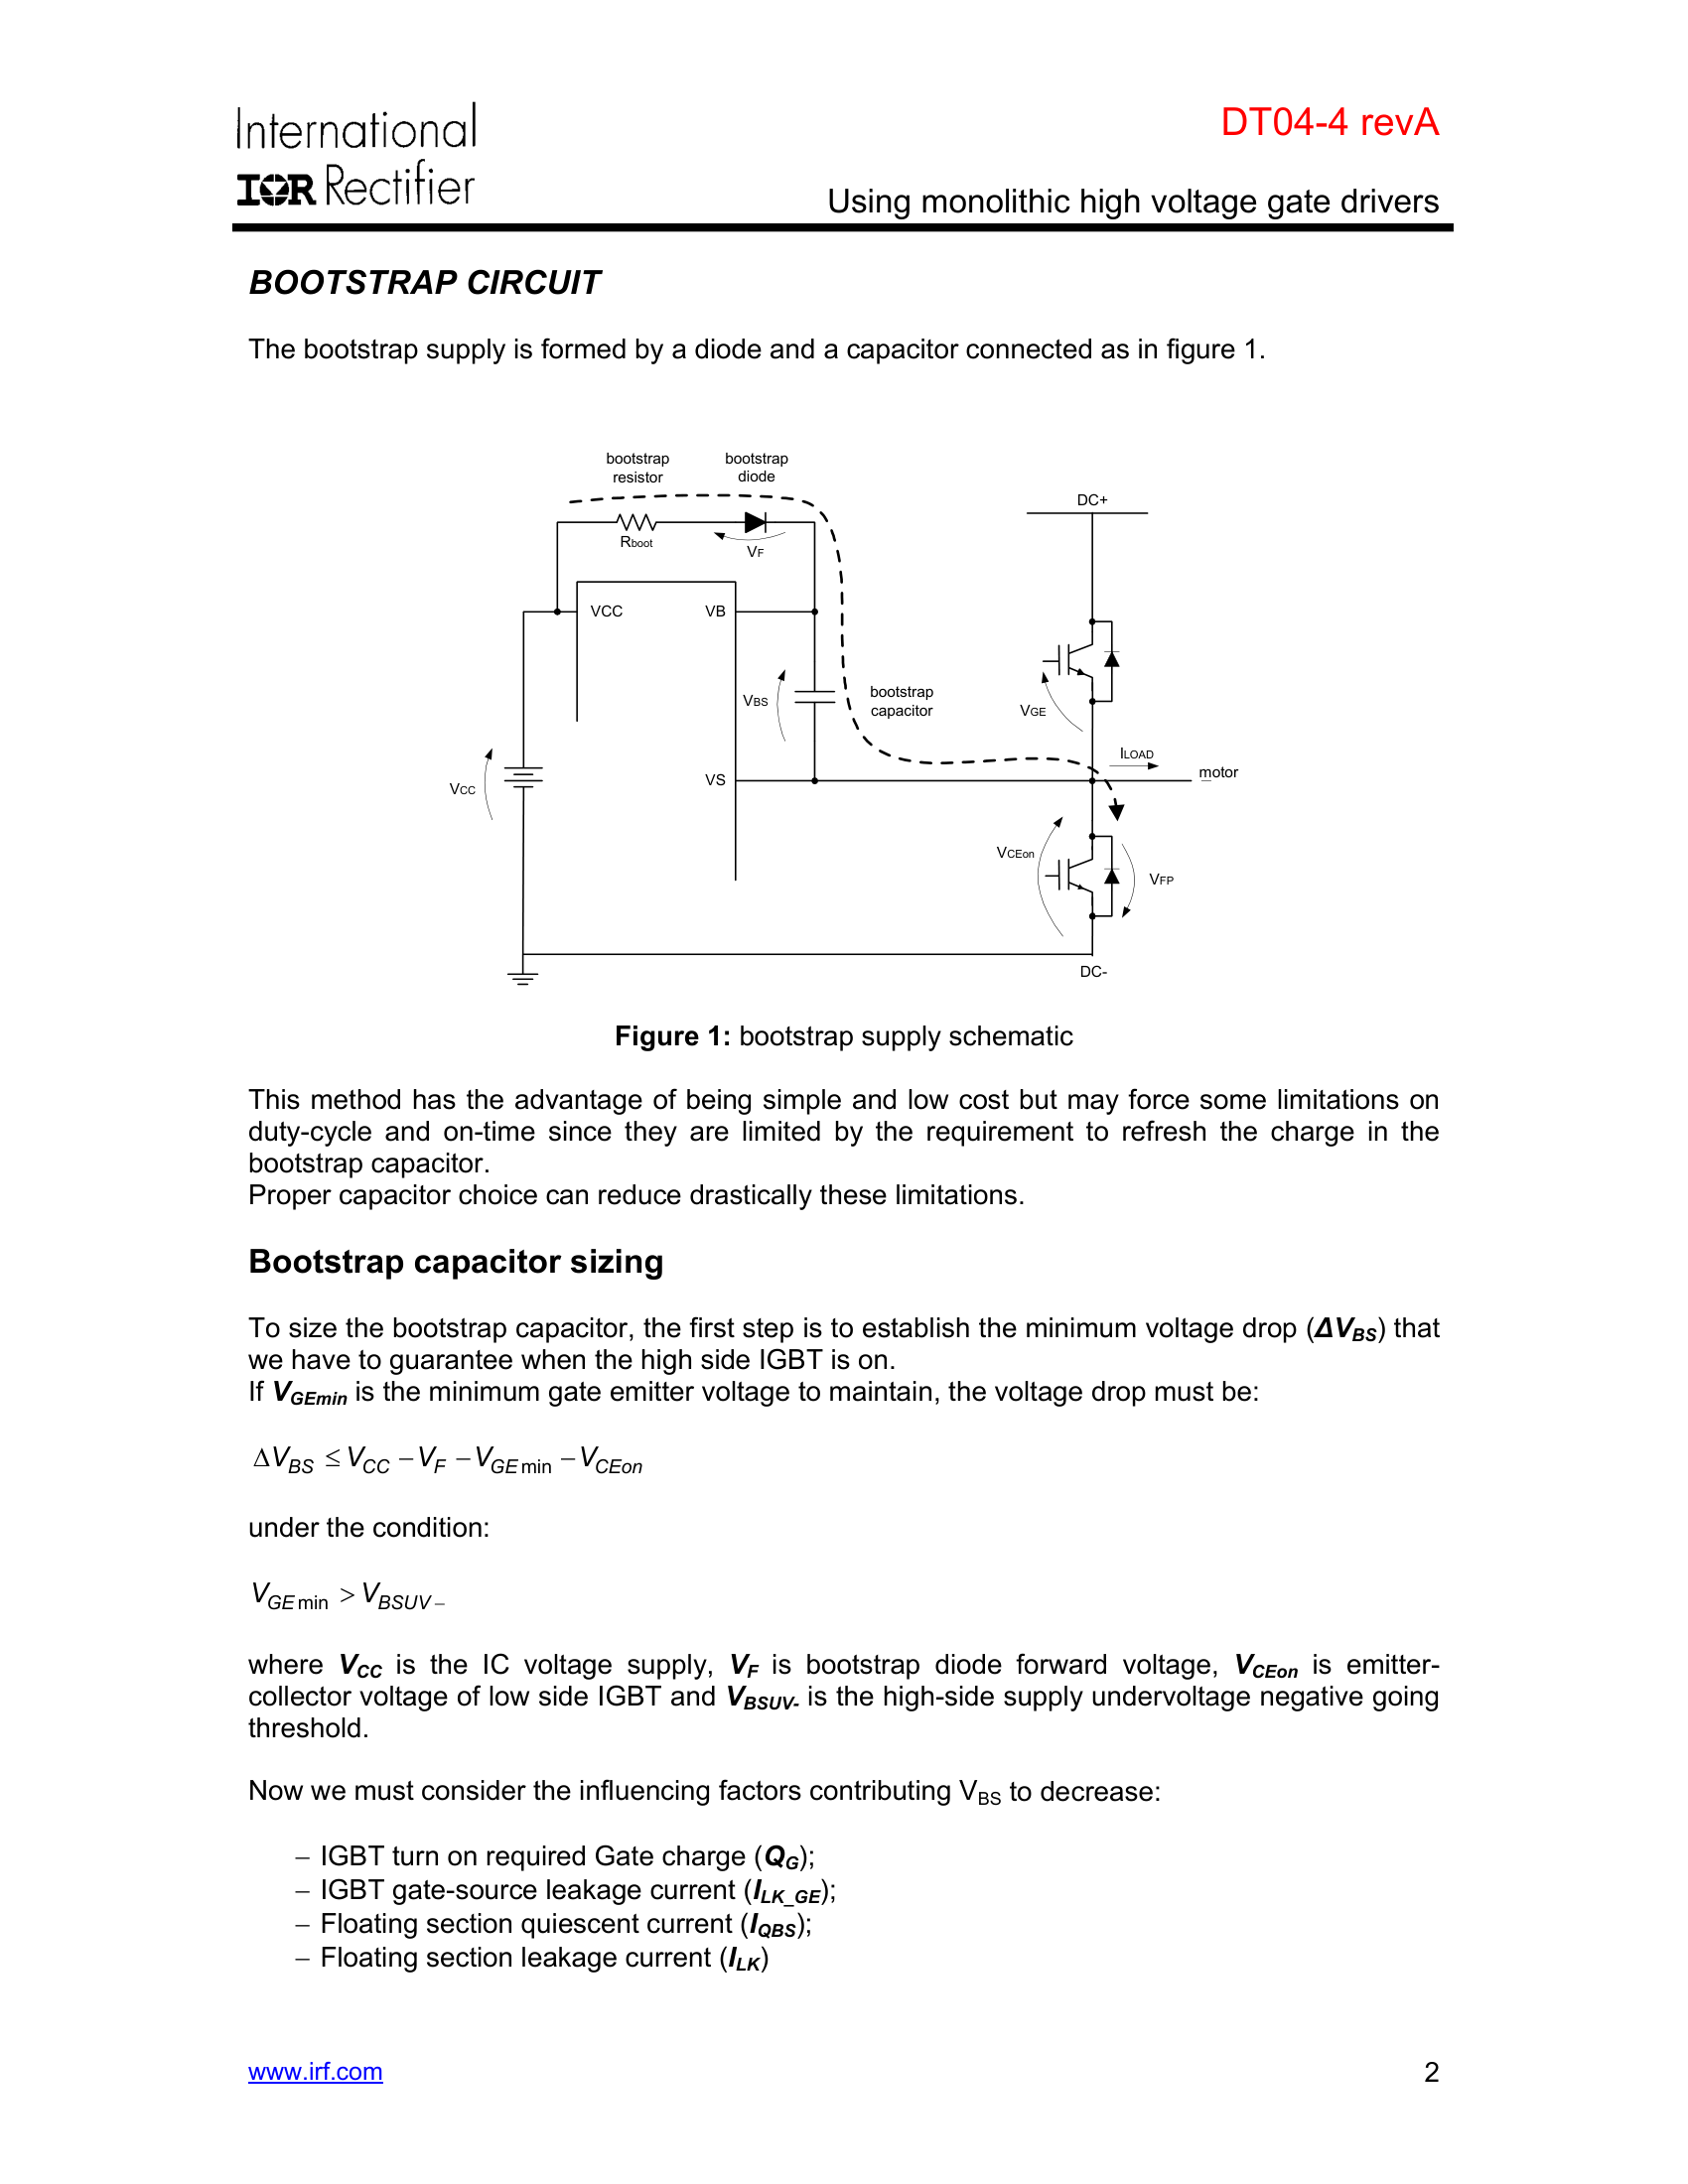 International
IOR Rectifier
DT04-4 revA
Using monolithic high voltage gate drivers
BOOTSTRAP CIRCUIT
The bootstrap supply is formed by a diode and a capacitor connected as in figure 1.
bootstrap
resistor
bootstrap
diode
DC+
Rboot
VF
VCC
VB
VBS
bootstrap
capacitor
VGE
ILOAD
motor
VS
VCC
VCEon
VFP
DC-
Figure 1: bootstrap supply schematic
This method has the advantage of being simple and low cost but may force some limitations on
duty-cycle and on-time since they are limited by the requirement to refresh the charge in the
bootstrap capacitor.
Proper capacitor choice can reduce drastically these limitations.
Bootstrap capacitor sizing
To size the bootstrap capacitor, the first step is to establish the minimum voltage drop (ΔVBS) that
we have to guarantee when the high side IGBT is on.
If VGEmin is the minimum gate emitter voltage to maintain, the voltage drop must be:
ΔVBS ≤ VCC − VF − VGEmin − VCEon
under the condition:
VGEmin > VBSUV−
where VCC is the IC voltage supply, VF is bootstrap diode forward voltage, VCEon is emitter-
collector voltage of low side IGBT and VBSUV- is the high-side supply undervoltage negative going
threshold.
Now we must consider the influencing factors contributing VBS to decrease:
− IGBT turn on required Gate charge (QG);
− IGBT gate-source leakage current (ILK_GE);
− Floating section quiescent current (IQBS);
− Floating section leakage current (ILK)
www.irf.com
2